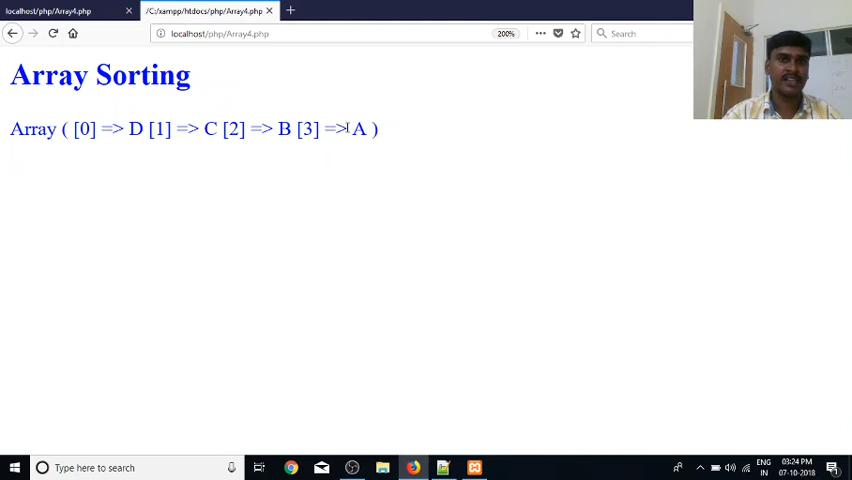 localhost/php/Array4.php
/C:/xampp/htdocs/php/Array4.php
localhost/php/Array4.php
200%
Search
Array Sorting
Array ( [0] => D [1] => C [2] => B [3] => A )
Type here to search
ENG
IN
03:24 PM
07-10-2018
1